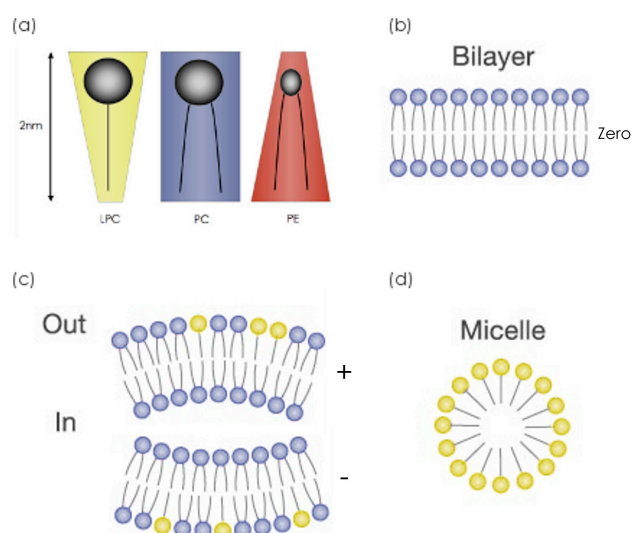 (a)
2nm
LPC
PC
PE
(b)
Bilayer
Zero
(c)
Out
In
+
-
(d)
Micelle